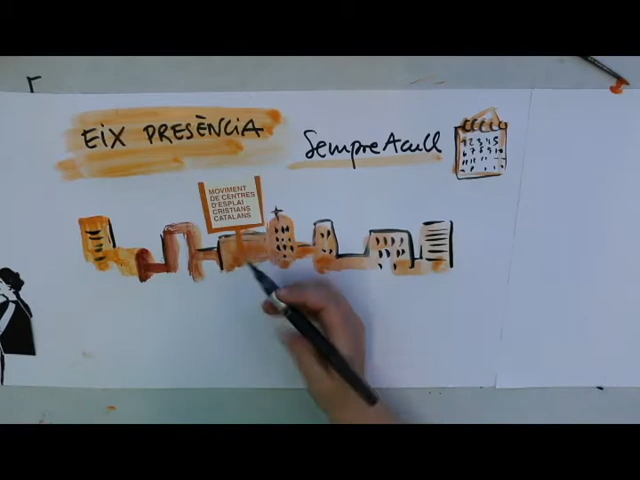 EiX PRESÈNCiA
SempreAcull
MOVIMENT
DE CENTRES
D'ESPLAI
CRISTIANS
CATALANS